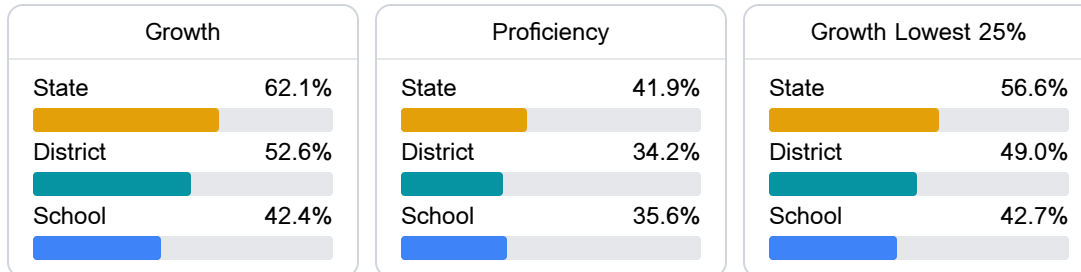 Growth
State 62.1%
District 52.6%
School 42.4%
Proficiency
State 41.9%
District 34.2%
School 35.6%
Growth Lowest 25%
State 56.6%
District 49.0%
School 42.7%